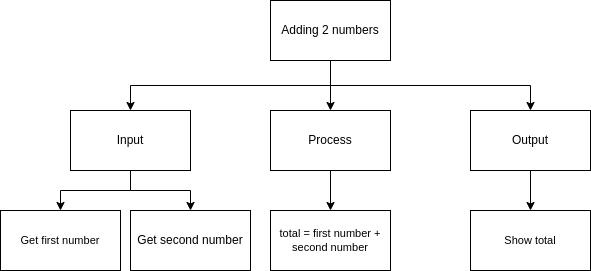 Adding 2 numbers
Input
Process
Output
Get first number
Get second number
total = first number +
second number
Show total